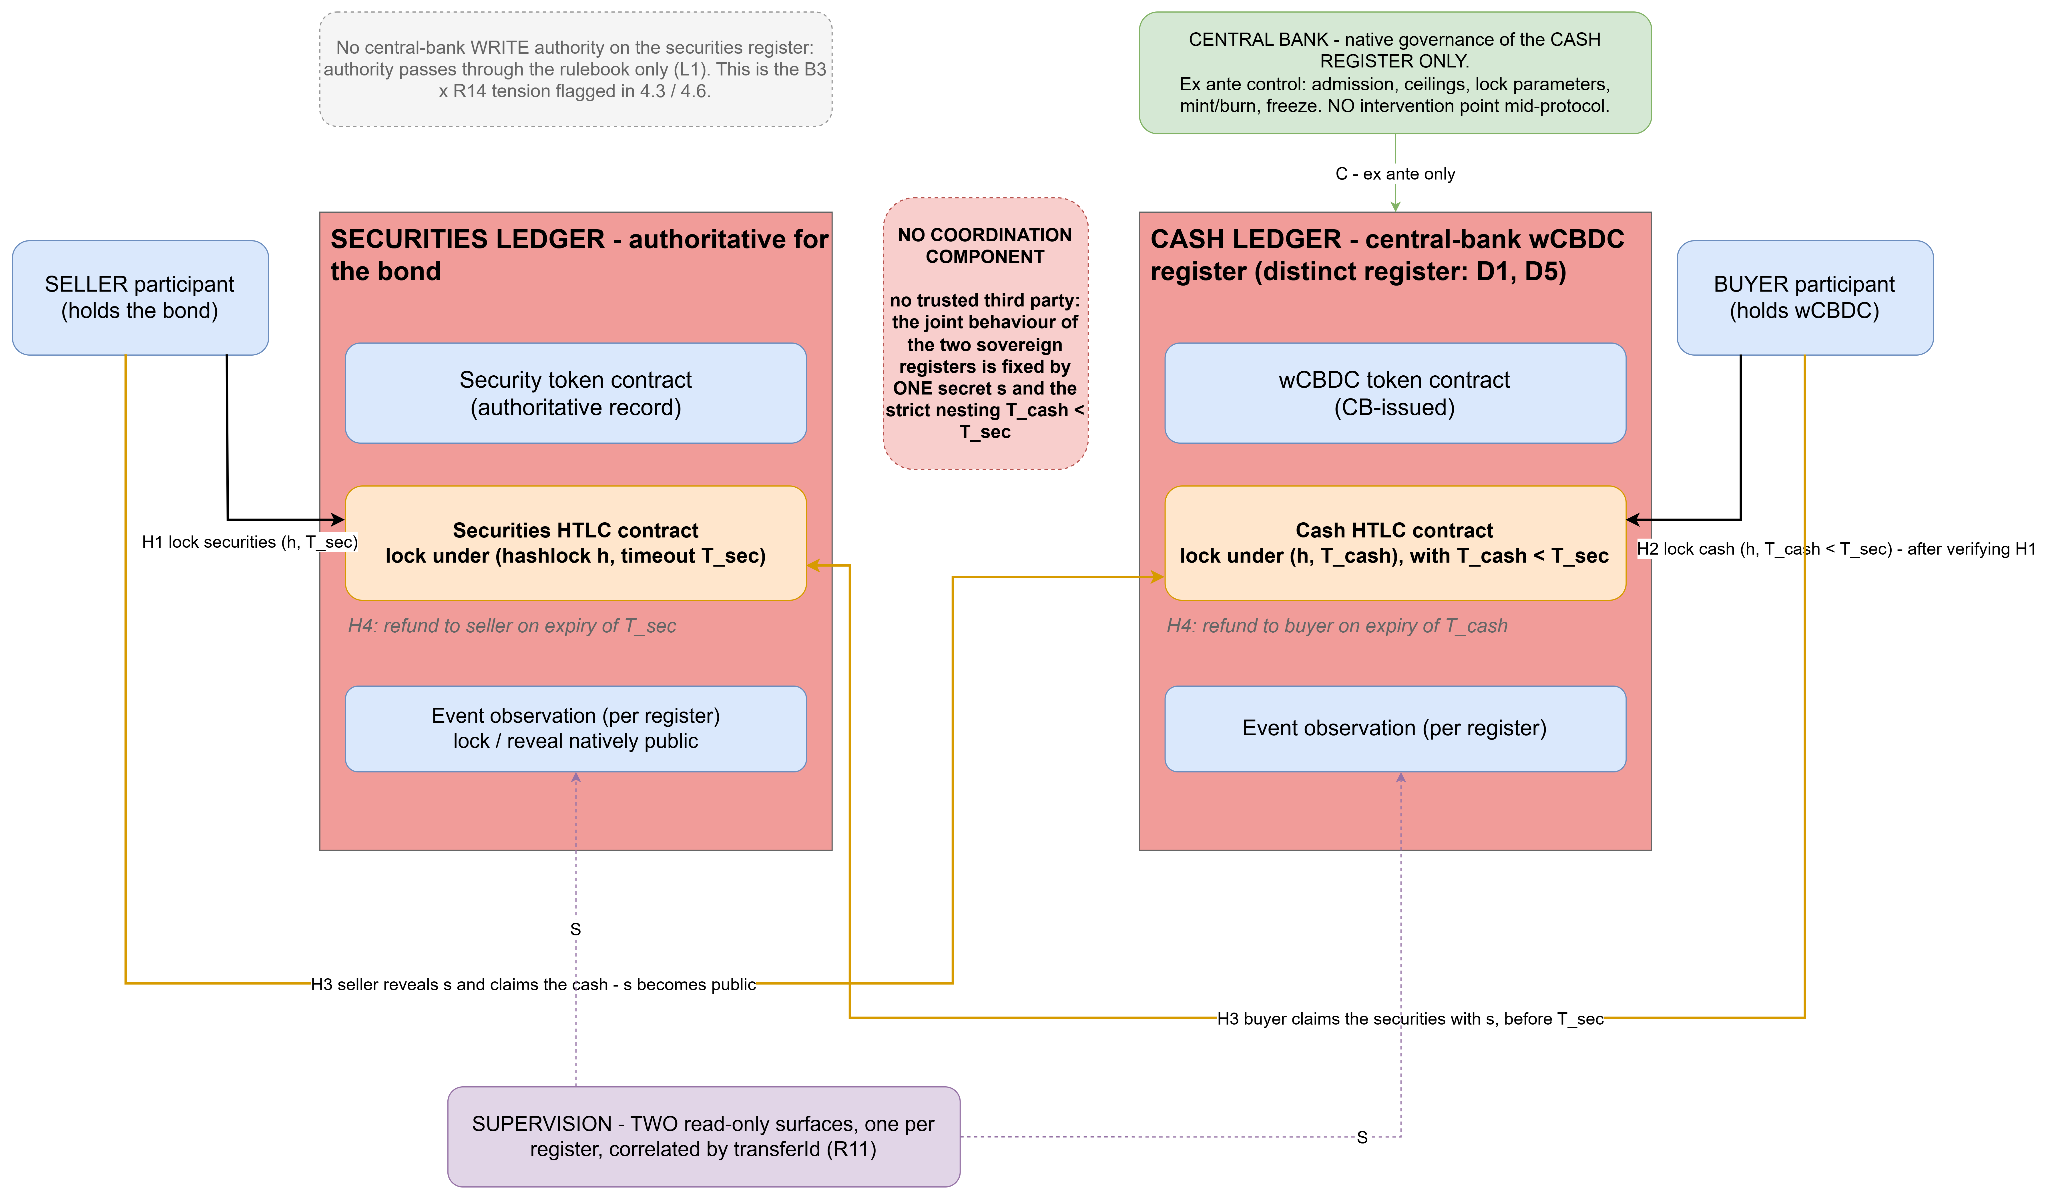 No central-bank WRITE authority on the securities register:
authority passes through the rulebook only (L1). This is the B3
x R14 tension flagged in 4.3 / 4.6.
CENTRAL BANK - native governance of the CASH
REGISTER ONLY.
Ex ante control: admission, ceilings, lock parameters,
mint/burn, freeze. NO intervention point mid-protocol.
C - ex ante only
SELLER participant
(holds the bond)
SECURITIES LEDGER - authoritative for
the bond
NO COORDINATION
COMPONENT
no trusted third party:
the joint behaviour of
the two sovereign
registers is fixed by
ONE secret s and the
strict nesting T_cash <
T_sec
CASH LEDGER - central-bank wCBDC
register (distinct register: D1, D5)
BUYER participant
(holds wCBDC)
Security token contract
(authoritative record)
wCBDC token contract
(CB-issued)
H1 lock securities (h, T_sec)
Securities HTLC contract
lock under (hashlock h, timeout T_sec)
Cash HTLC contract
lock under (h, T_cash), with T_cash < T_sec
H2 lock cash (h, T_cash < T_sec) - after verifying H1
H4: refund to seller on expiry of T_sec
H4: refund to buyer on expiry of T_cash
Event observation (per register)
lock / reveal natively public
Event observation (per register)
S
H3 seller reveals s and claims the cash - s becomes public
H3 buyer claims the securities with s, before T_sec
SUPERVISION - TWO read-only surfaces, one per
register, correlated by transferId (R11)
S